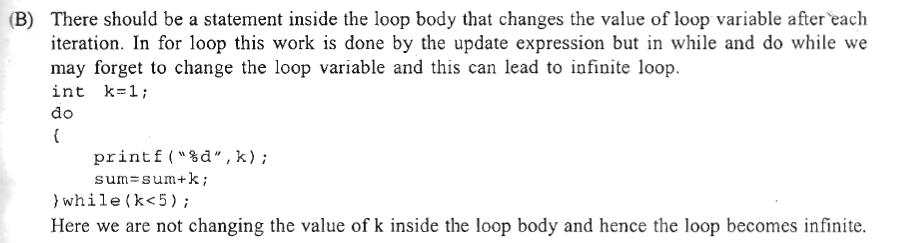 (B) There should be a statement inside the loop body that changes the value of loop variable after each
iteration. In for loop this work is done by the update expression but in while and do while we
may forget to change the loop variable and this can lead to infinite loop.
int k=1;
do
{
printf("%d",k);
sum=sum+k;
}while(k<5);
Here we are not changing the value of k inside the loop body and hence the loop becomes infinite.